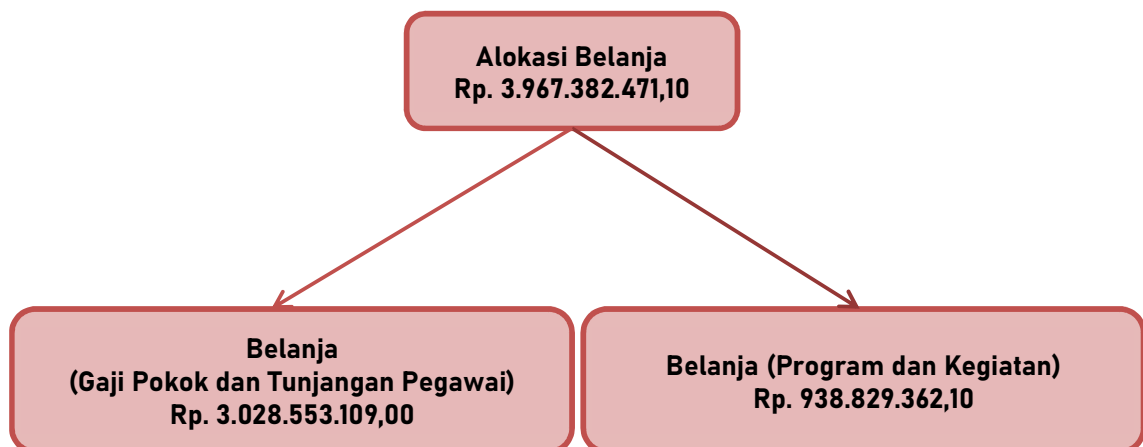 Alokasi Belanja
Rp. 3.967.382.471,10
Belanja
(Gaji Pokok dan Tunjangan Pegawai)
Rp. 3.028.553.109,00
Belanja (Program dan Kegiatan)
Rp. 938.829.362,10